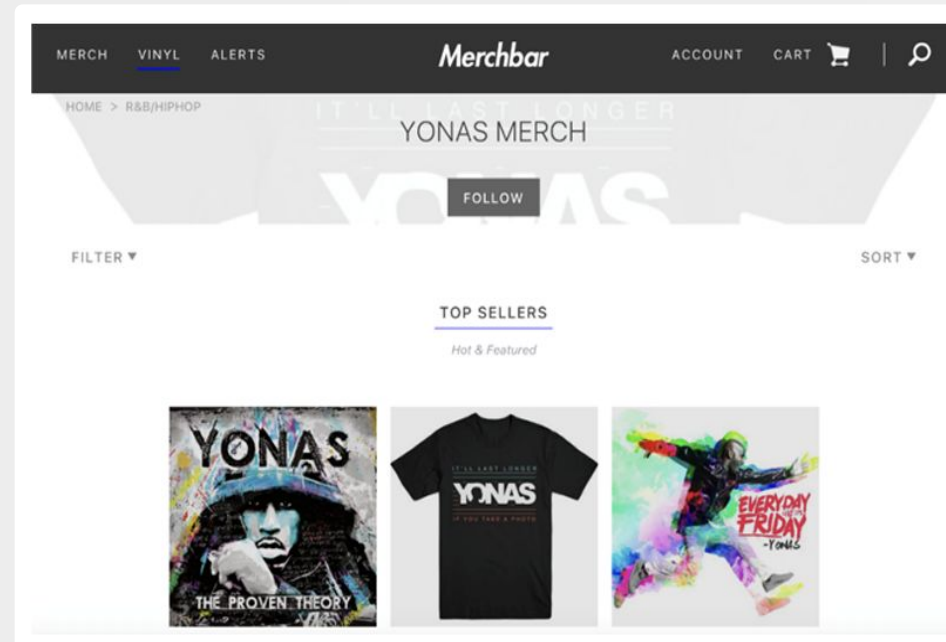 MERCH VINYL ALERTS Merchbar ACCOUNT CART
HOME > R&B/HIPHOP
IT'LL LAST LONGER
YONAS MERCH
YONAS
FOLLOW
FILTER ▼ SORT ▼
TOP SELLERS
Hot & Featured
YONAS
THE PROVEN THEORY
IT'LL LAST LONGER
YONAS
IF YOU TAKE A PHOTO
EVERYDAY
FRIDAY
-YONAS